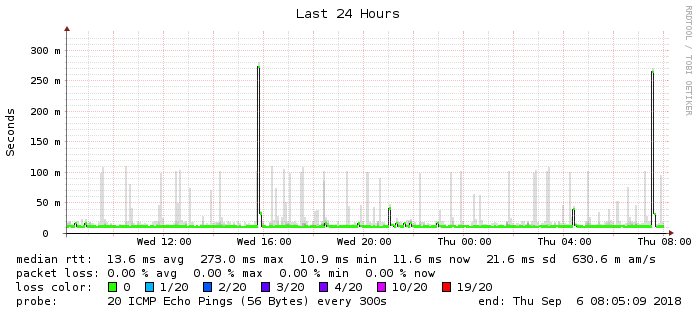 Last 24 Hours
RRDTOOL / TOBI OETIKER
Seconds
300 m
250 m
200 m
150 m
100 m
50 m
0
Wed 12:00 Wed 16:00 Wed 20:00 Thu 00:00 Thu 04:00 Thu 08:00
median rtt: 13.6 ms avg 273.0 ms max 10.9 ms min 11.6 ms now 21.6 ms sd 630.6 m am/s
packet loss: 0.00 % avg 0.00 % max 0.00 % min 0.00 % now
loss color: 0 1/20 2/20 3/20 4/20 10/20 19/20
probe: 20 ICMP Echo Pings (56 Bytes) every 300s end: Thu Sep 6 08:05:09 2018